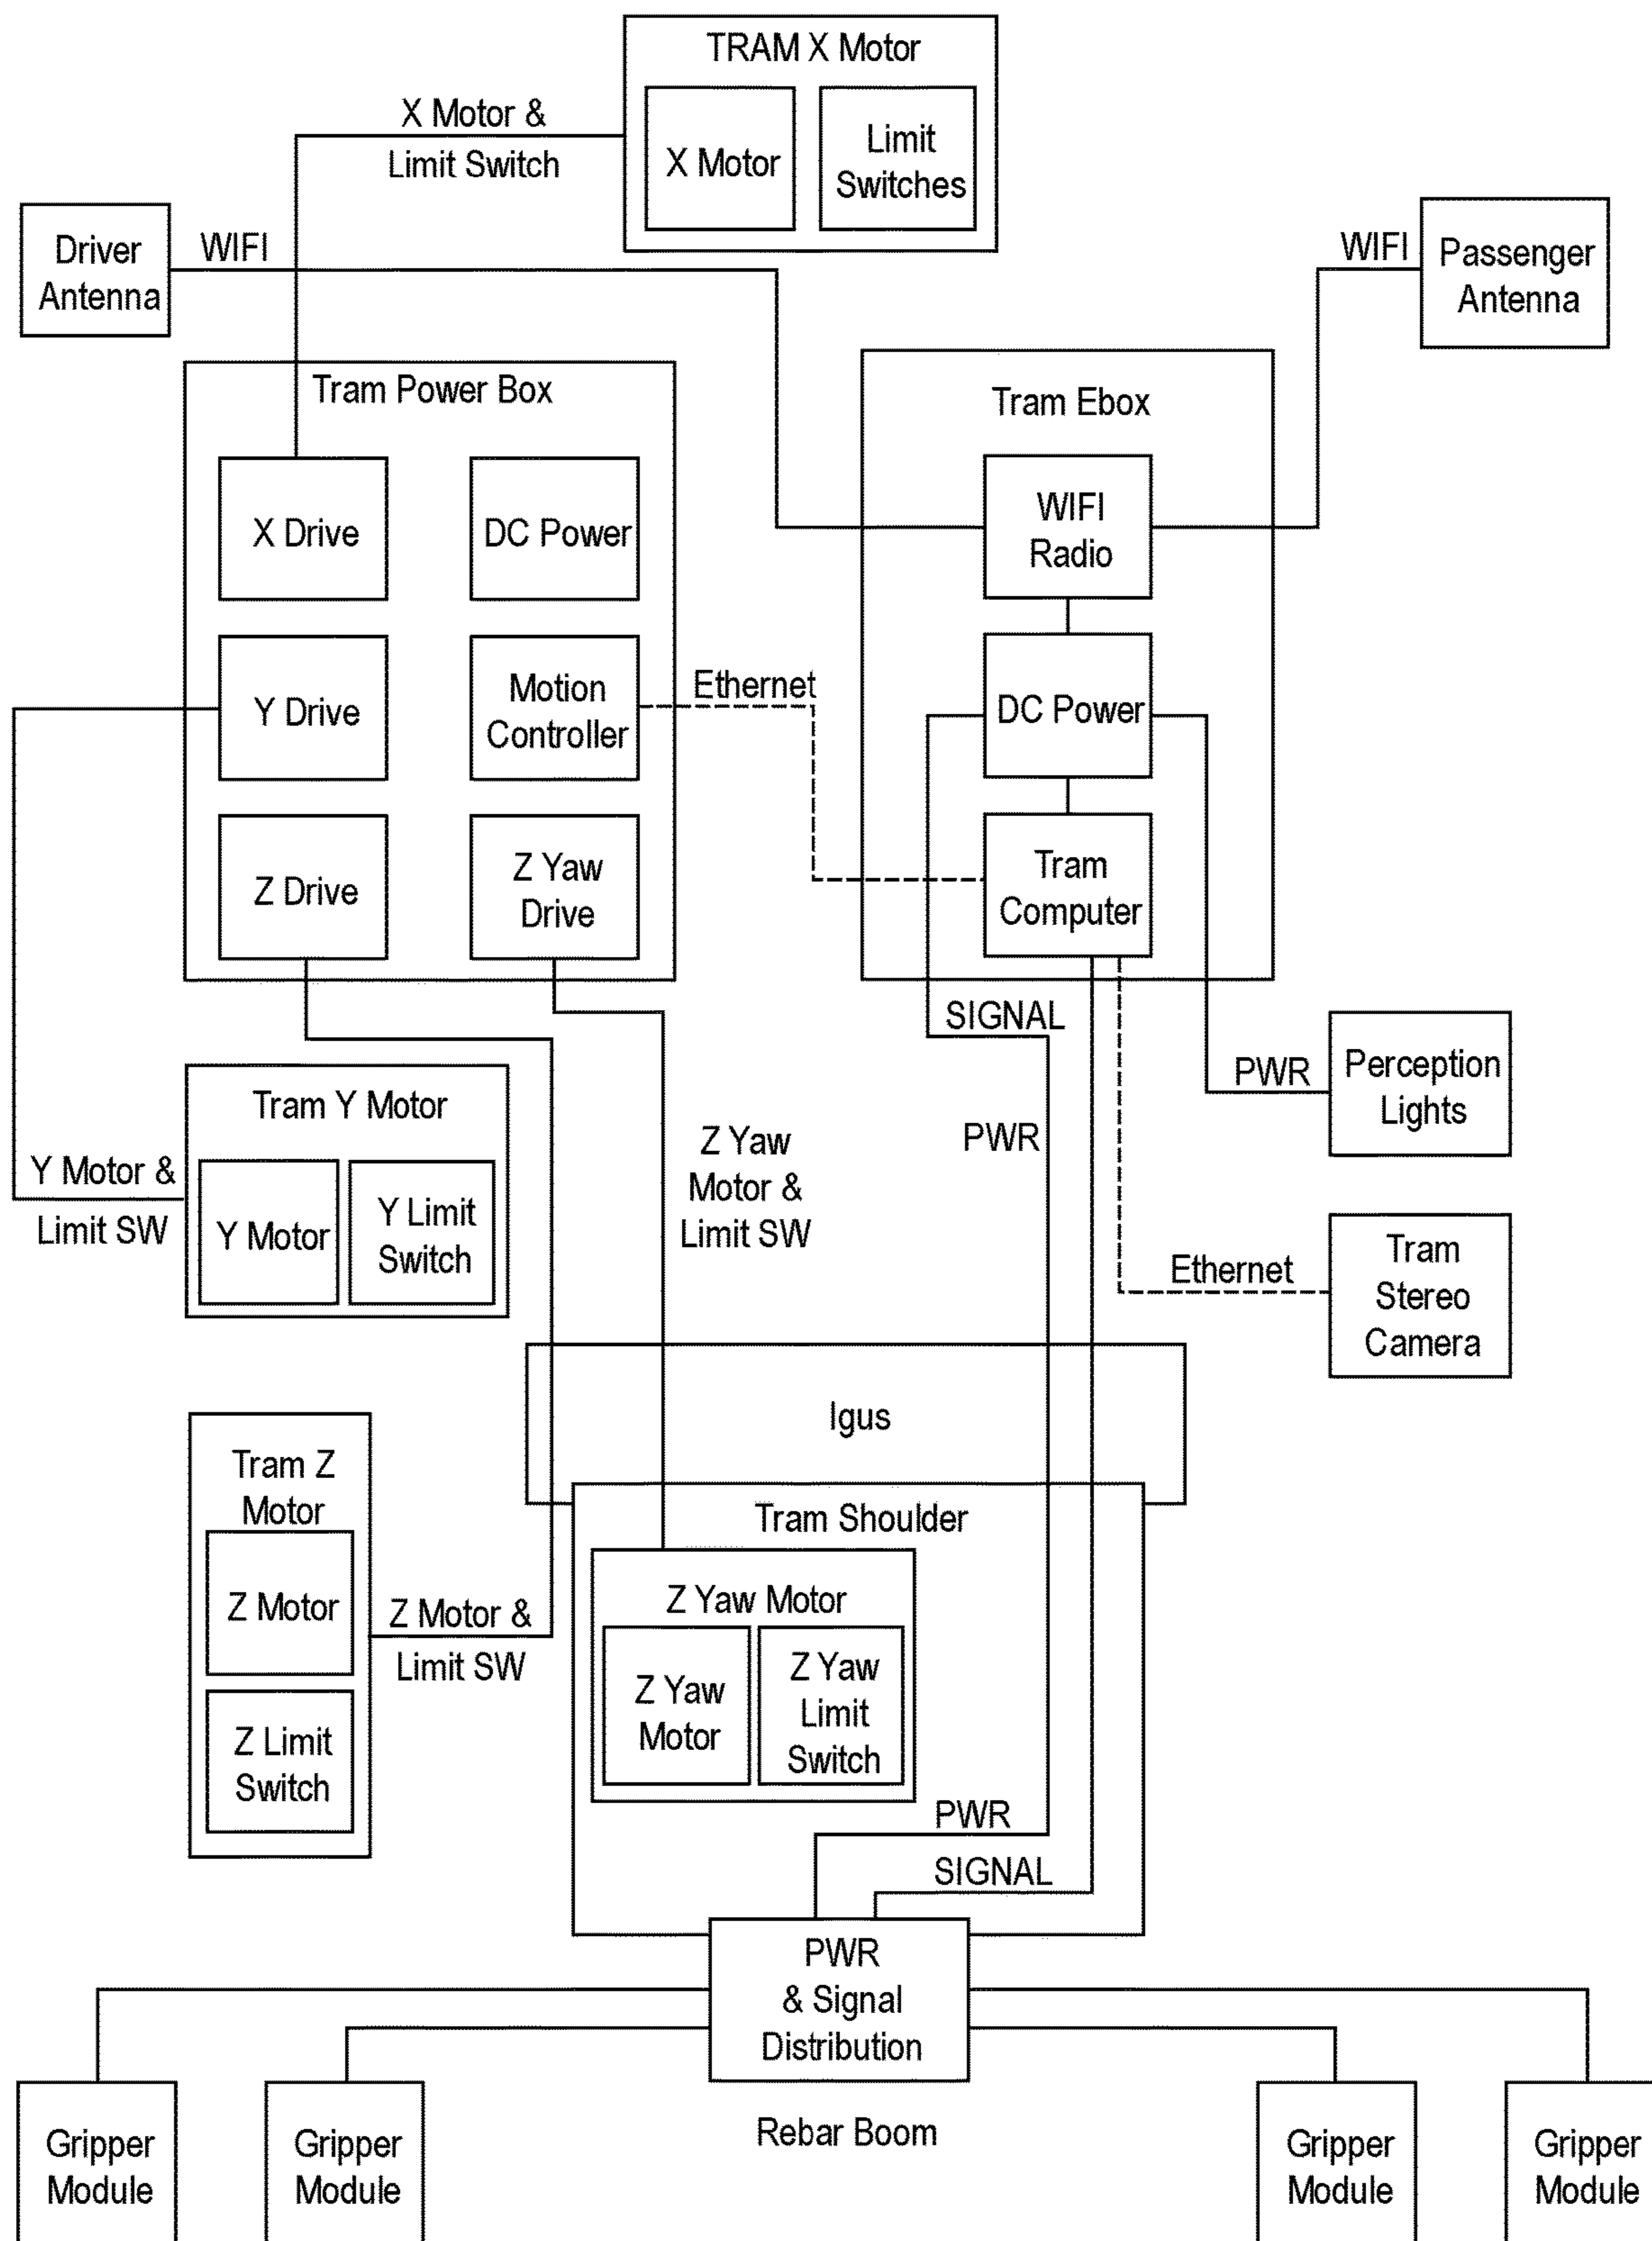 TRAM X Motor
X Motor &
Limit Switch
X Motor
Limit
Switches
Driver
Antenna
WIFI
WIFI
Passenger
Antenna
Tram Power Box
Tram Ebox
X Drive
DC Power
WIFI
Radio
Y Drive
Motion
Controller
Ethernet
DC Power
Z Drive
Z Yaw
Drive
Tram
Computer
SIGNAL
PWR
Perception
Lights
Tram Y Motor
Y Motor &
Limit SW
Y Motor
Y Limit
Switch
Z Yaw
Motor &
Limit SW
PWR
Ethernet
Tram
Stereo
Camera
Igus
Tram Z
Motor
Z Motor
Z Limit
Switch
Z Motor &
Limit SW
Tram Shoulder
Z Yaw Motor
Z Yaw
Motor
Z Yaw
Limit
Switch
PWR
SIGNAL
PWR
& Signal
Distribution
Gripper
Module
Gripper
Module
Rebar Boom
Gripper
Module
Gripper
Module